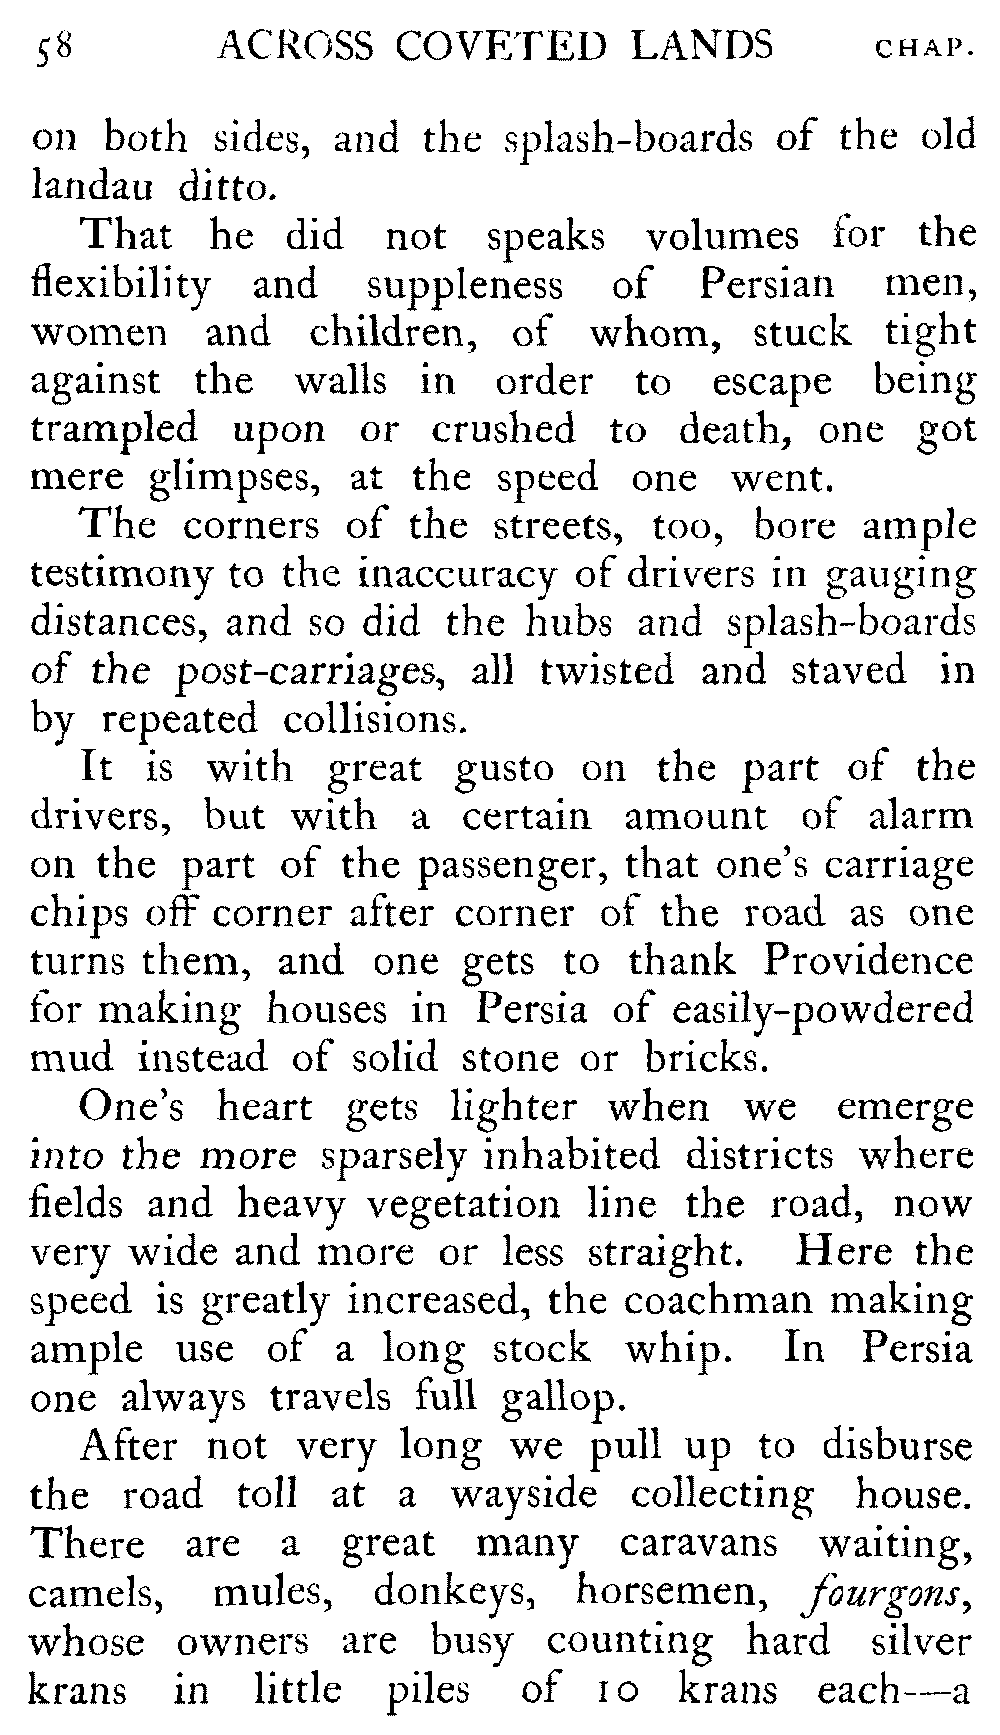 58 ACROSS COVETED LANDS CHAP.
on both sides, and the splash-boards of the old
landau ditto.
That he did not speaks volumes for the
flexibility and suppleness of Persian men,
women and children, of whom, stuck tight
against the walls in order to escape being
trampled upon or crushed to death, one got
mere glimpses, at the speed one went.
The corners of the streets, too, bore ample
testimony to the inaccuracy of drivers in gauging
distances, and so did the hubs and splash-boards
of the post-carriages, all twisted and staved in
by repeated collisions.
It is with great gusto on the part of the
drivers, but with a certain amount of alarm
on the part of the passenger, that one's carriage
chips off corner after corner of the road as one
turns them, and one gets to thank Providence
for making houses in Persia of easily-powdered
mud instead of solid stone or bricks.
One's heart gets lighter when we emerge
into the more sparsely inhabited districts where
fields and heavy vegetation line the road, now
very wide and more or less straight. Here the
speed is greatly increased, the coachman making
ample use of a long stock whip. In Persia
one always travels full gallop.
After not very long we pull up to disburse
the road toll at a wayside collecting house.
There are a great many caravans waiting,
camels, mules, donkeys, horsemen, fourgons,
whose owners are busy counting hard silver
krans in little piles of 10 krans each—a